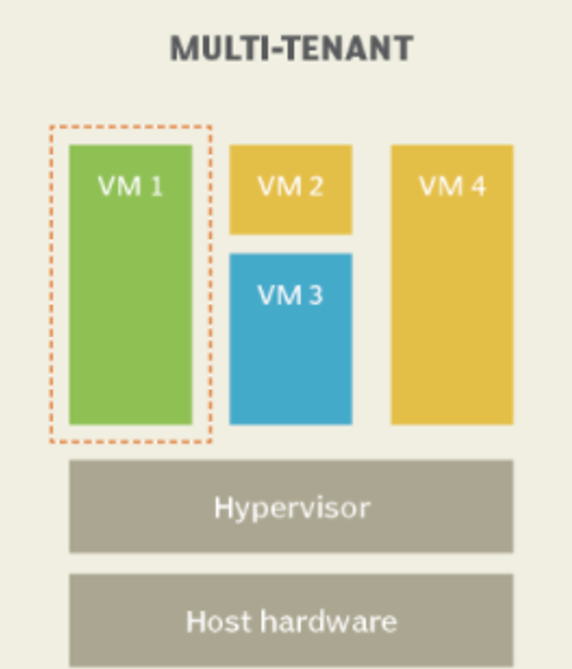 MULTI-TENANT
VM 1
VM 2
VM 4
VM 3
Hypervisor
Host hardware